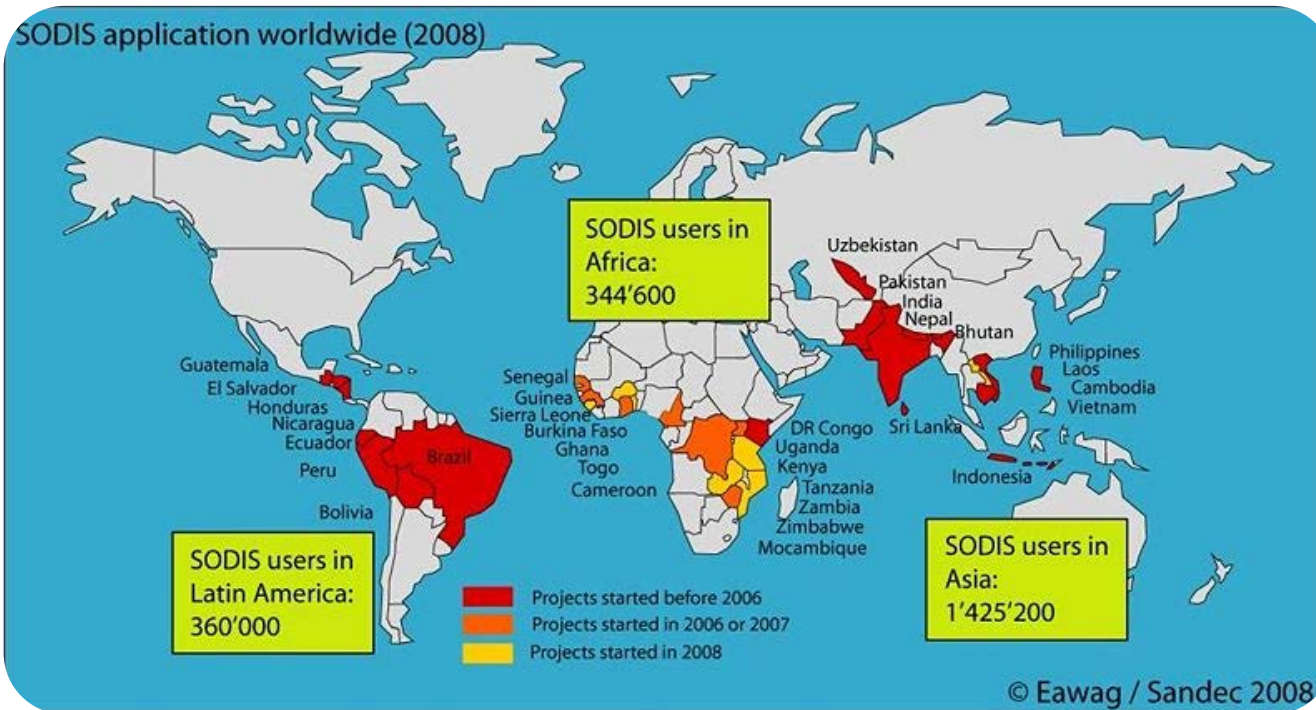 SODIS application worldwide (2008)
SODIS users in
Africa:
344'600
Uzbekistan
Pakistan
India
Nepal
Bhutan
Philippines
Laos
Cambodia
Vietnam
Sri Lanka
Indonesia
Guatemala
El Salvador
Honduras
Nicaragua
Ecuador
Peru
Brazil
Bolivia
Senegal
Guinea
Sierra Leone
Burkina Faso
Ghana
Togo
Cameroon
DR Congo
Uganda
Kenya
Tanzania
Zambia
Zimbabwe
Mocambique
SODIS users in
Latin America:
360'000
SODIS users in
Asia:
1'425'200
Projects started before 2006
Projects started in 2006 or 2007
Projects started in 2008
© Eawag / Sandec 2008